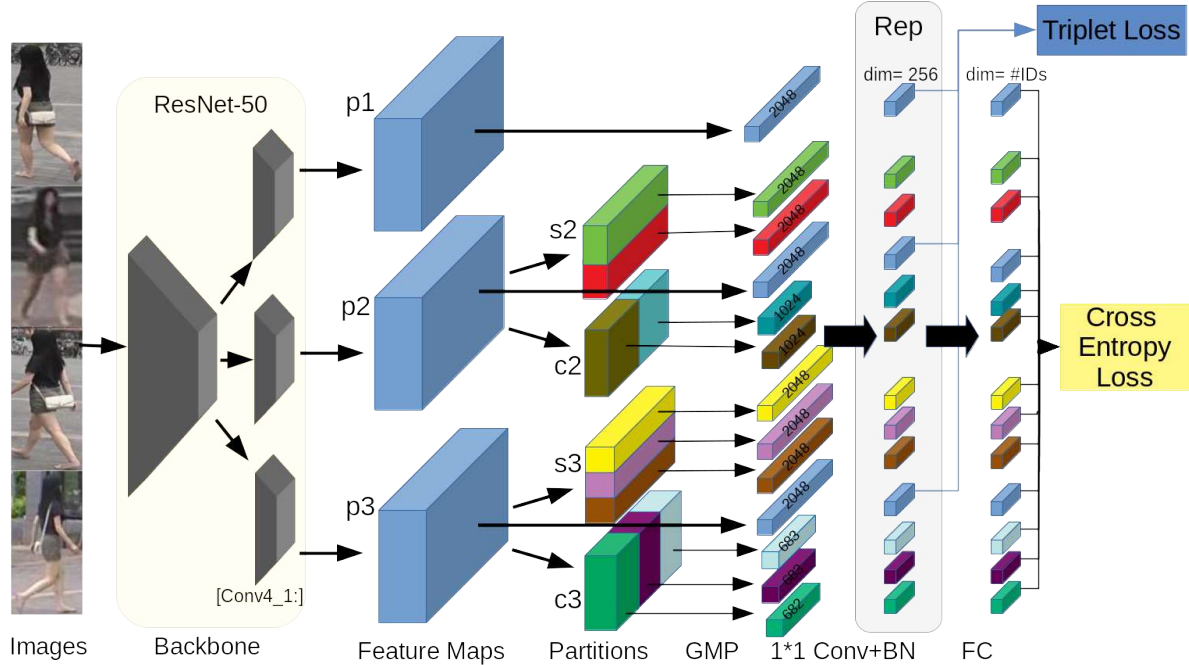 Rep
Triplet Loss
dim= 256
dim= #IDs
ResNet-50
p1
2048
2048
s2
2048
2048
p2
1024
1024
c2
Cross
Entropy
Loss
2048
2048
s3
2048
p3
2048
683
683
c3
682
[Conv4_1:]
Images
Backbone
Feature Maps
Partitions
GMP
1*1 Conv+BN
FC